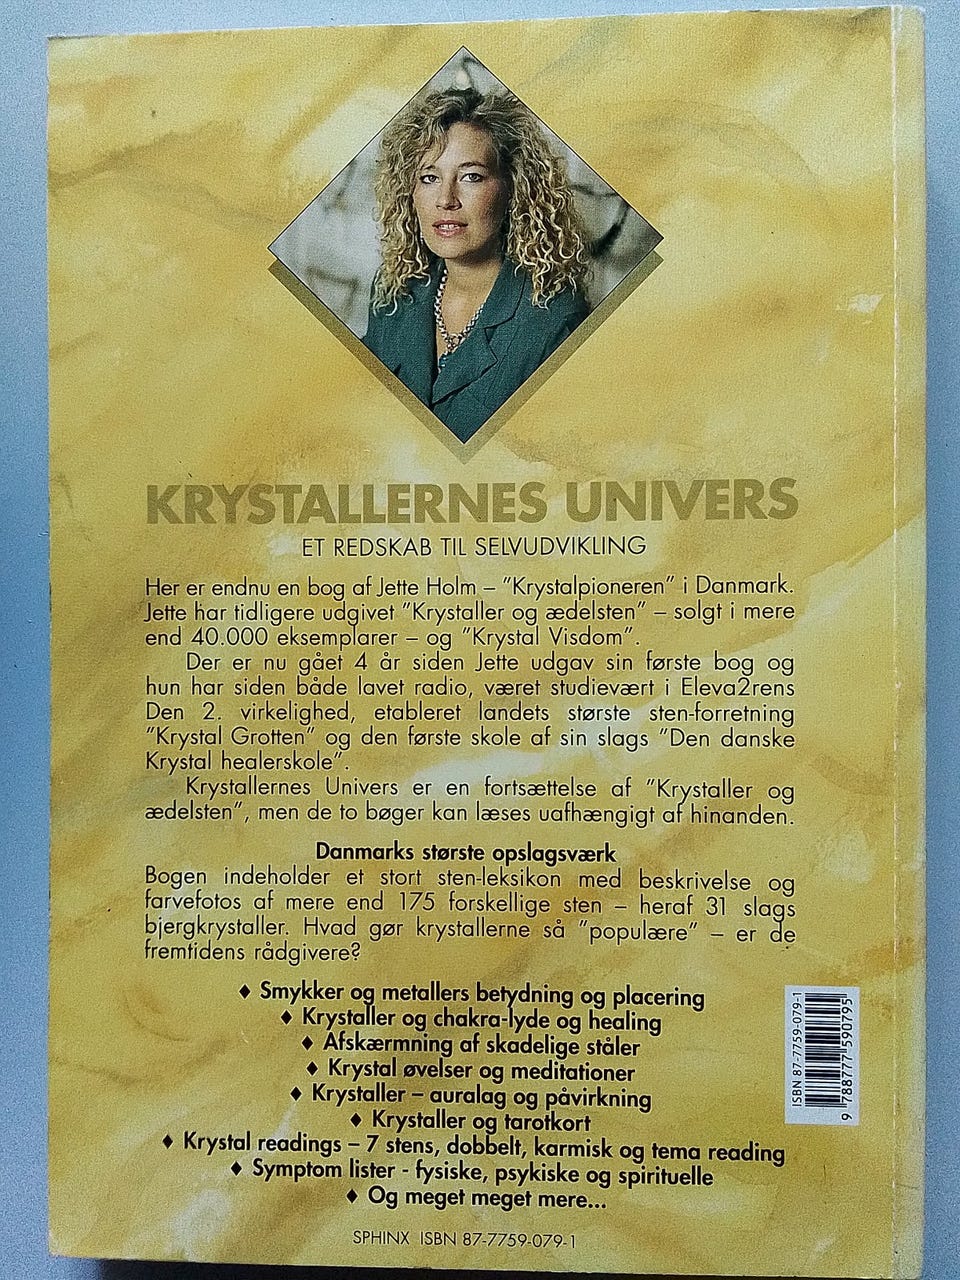 KRYSTALLERNES UNIVERS
ET REDSKAB TIL SELVUDVIKLING
Her er endnu en bog af Jette Holm – "Krystalpioneren" i Danmark.
Jette har tidligere udgivet "Krystaller og ædelsten" – solgt i mere
end 40.000 eksemplarer – og "Krystal Visdom".
Der er nu gået 4 år siden Jette udgav sin første bog og
hun har siden både lavet radio, været studievært i Eleva2rens
Den 2. virkelighed, etableret landets største sten-forretning
"Krystal Grotten" og den første skole af sin slags "Den danske
Krystal healerskole".
Krystallernes Univers er en fortsættelse af "Krystaller og
ædelsten", men de to bøger kan læses uafhængigt af hinanden.
Danmarks største opslagsværk
Bogen indeholder et stort sten-leksikon med beskrivelse og
farvefotos af mere end 175 forskellige sten – heraf 31 slags
bjergkrystaller. Hvad gør krystallerne så "populære" – er de
fremtidens rådgivere?
♦ Smykker og metallers betydning og placering
♦ Krystaller og chakra-lyde og healing
♦ Afskærmning af skadelige ståler
♦ Krystal øvelser og meditationer
♦ Krystaller – auralag og påvirkning
♦ Krystaller og tarotkort
♦ Krystal readings – 7 stens, dobbelt, karmisk og tema reading
♦ Symptom lister - fysiske, psykiske og spirituelle
♦ Og meget meget mere...
SPHINX ISBN 87-7759-079-1
ISBN 87-7759-079-1
9 788777 590795